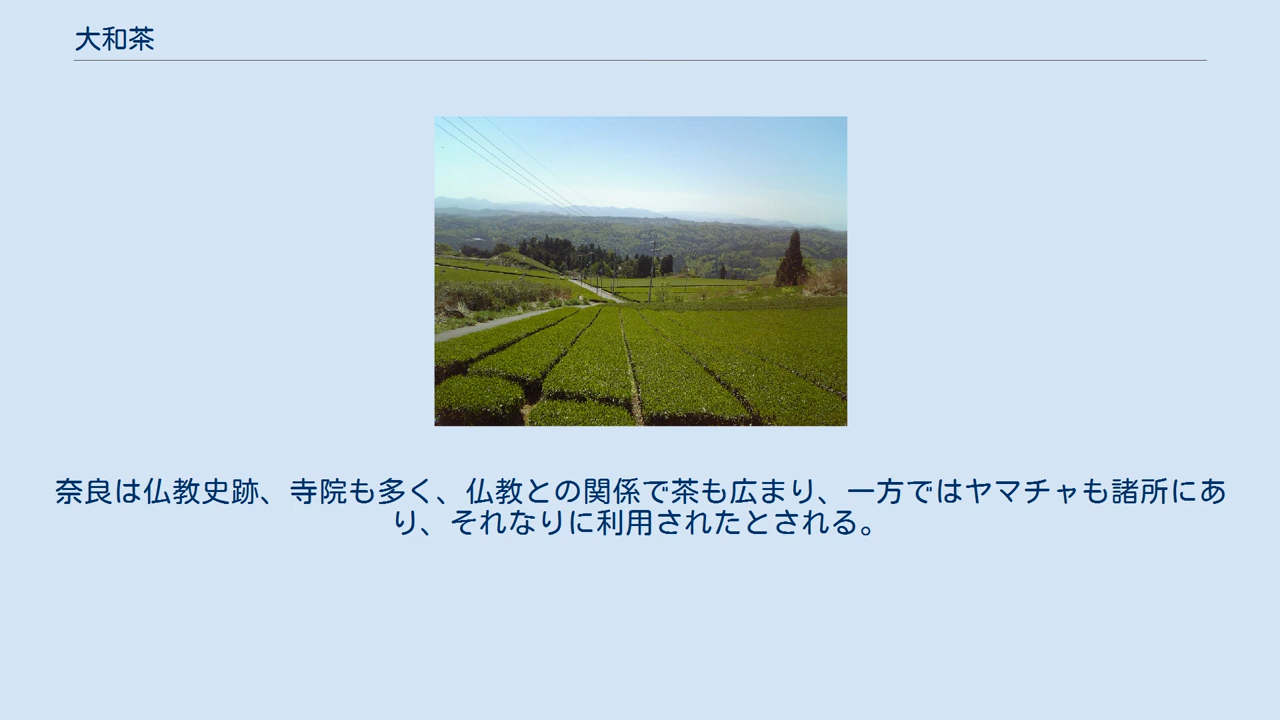 大和茶
奈良は仏教史跡、寺院も多く、仏教との関係で茶も広まり、一方ではヤマチャも諸所にあ
り、それなりに利用されたとされる。